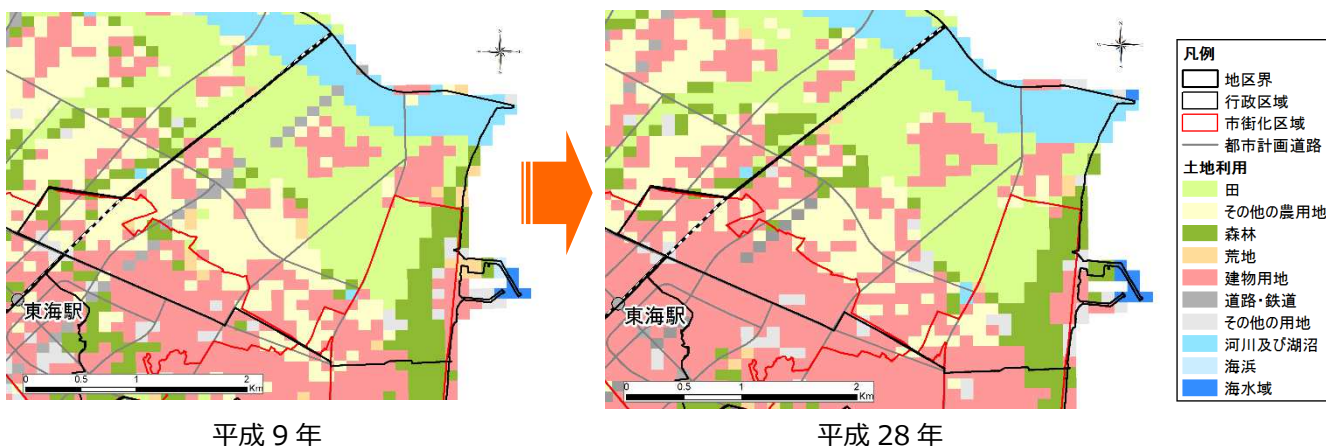 東海駅
0 0.5 1 2
Km
平成 9 年
東海駅
0 0.5 1 2
Km
平成 28 年
凡例
地区界
行政区域
市街化区域
都市計画道路
土地利用
田
その他の農用地
森林
荒地
建物用地
道路・鉄道
その他の用地
河川及び湖沼
海浜
海水域